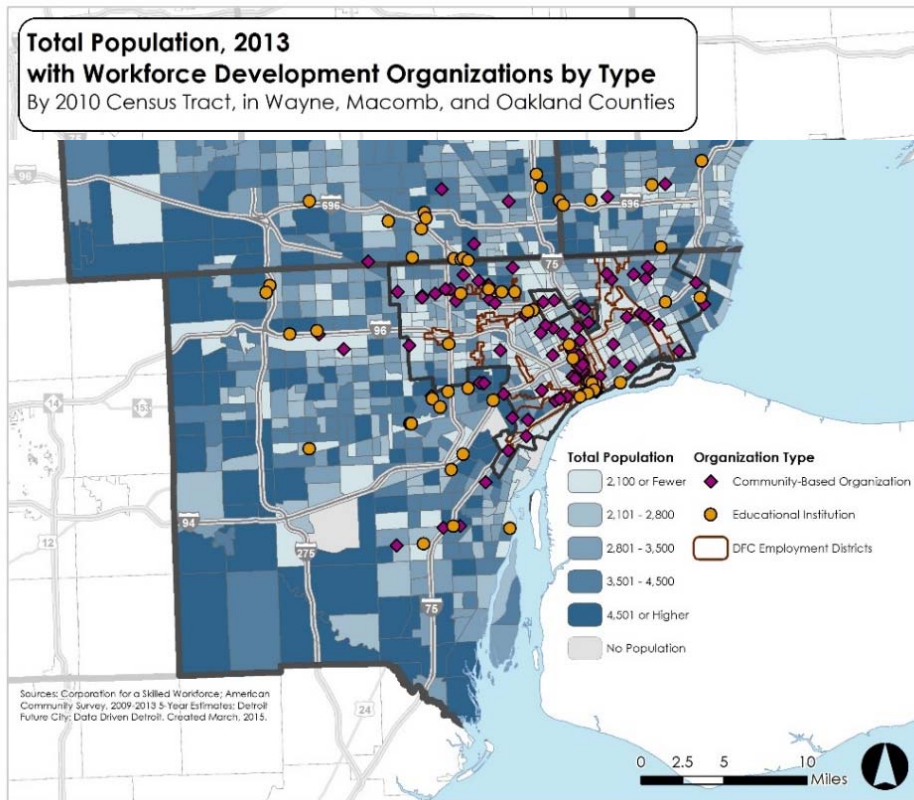 Total Population, 2013
with Workforce Development Organizations by Type
By 2010 Census Tract, in Wayne, Macomb, and Oakland Counties
75
96
696
696
75
96
14
153
94
12
275
75
24
Total Population
2,100 or Fewer
2,101 - 2,800
2,801 - 3,500
3,501 - 4,500
4,501 or Higher
No Population
Organization Type
Community-Based Organization
Educational Institution
DFC Employment Districts
Sources: Corporation for a Skilled Workforce; American
Community Survey, 2009-2013 5-Year Estimates; Detroit
Future City; Data Driven Detroit. Created March, 2015.
0 2.5 5 10
Miles